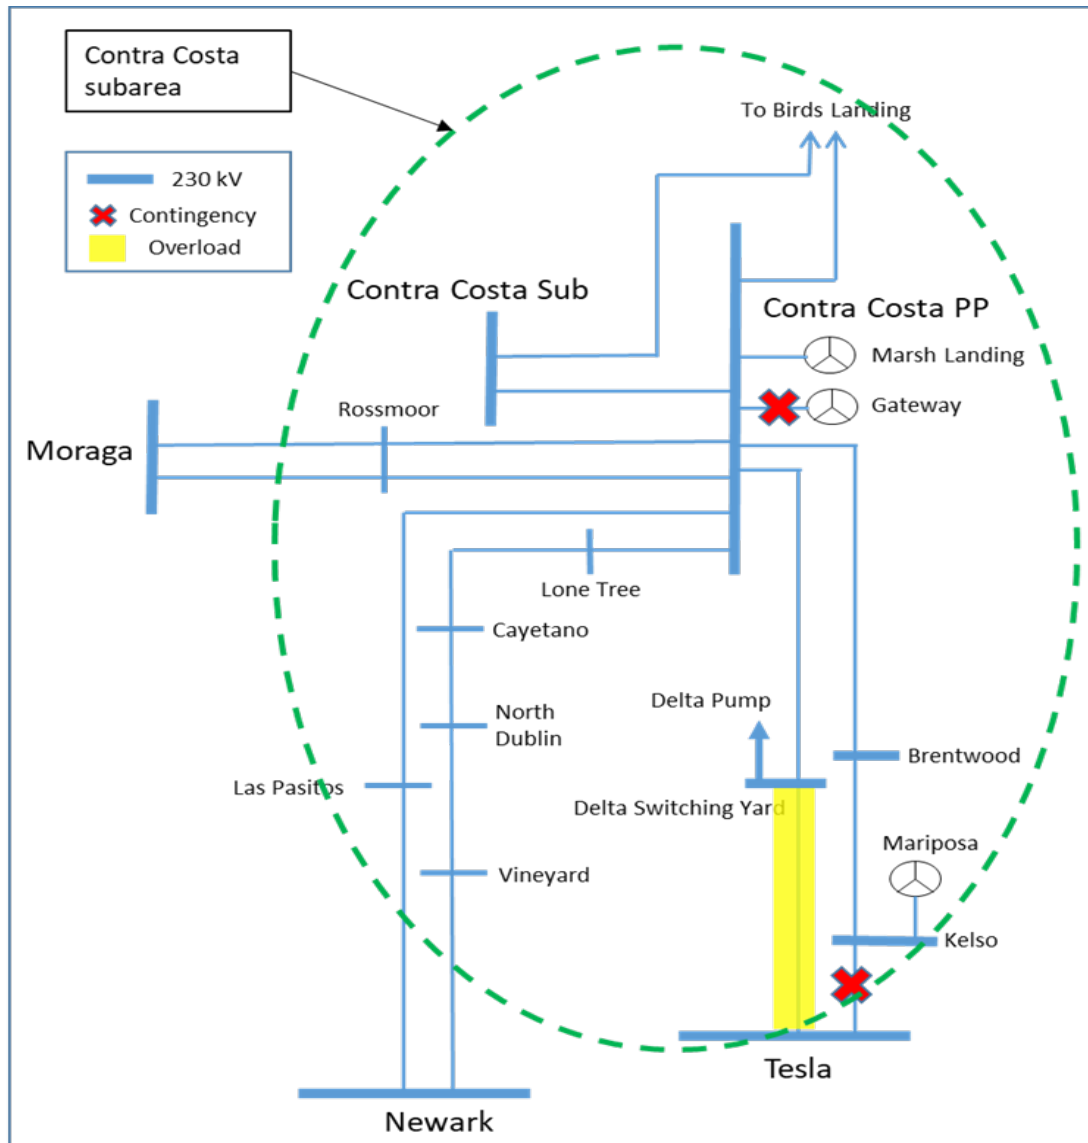 Contra Costa
subarea
To Birds Landing
230 kV
Contingency
Overload
Contra Costa Sub
Contra Costa PP
Marsh Landing
Gateway
Rossmoor
Moraga
Lone Tree
Cayetano
Delta Pump
North
Dublin
Brentwood
Las Pasitos
Delta Switching Yard
Mariposa
Vineyard
Kelso
Tesla
Newark